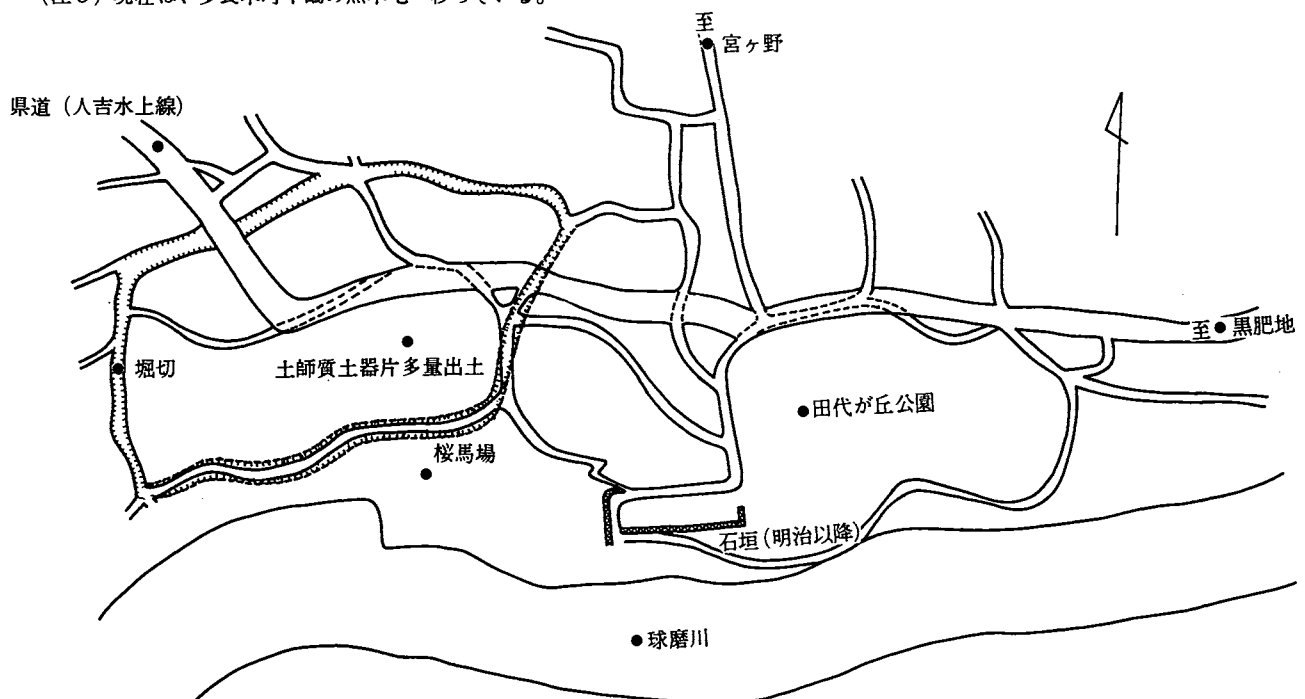 至
宮ヶ野
県道（人吉水上線）
至 黒肥地
堀切
土師質土器片多量出土
田代が丘公園
桜馬場
石垣（明治以降）
球磨川